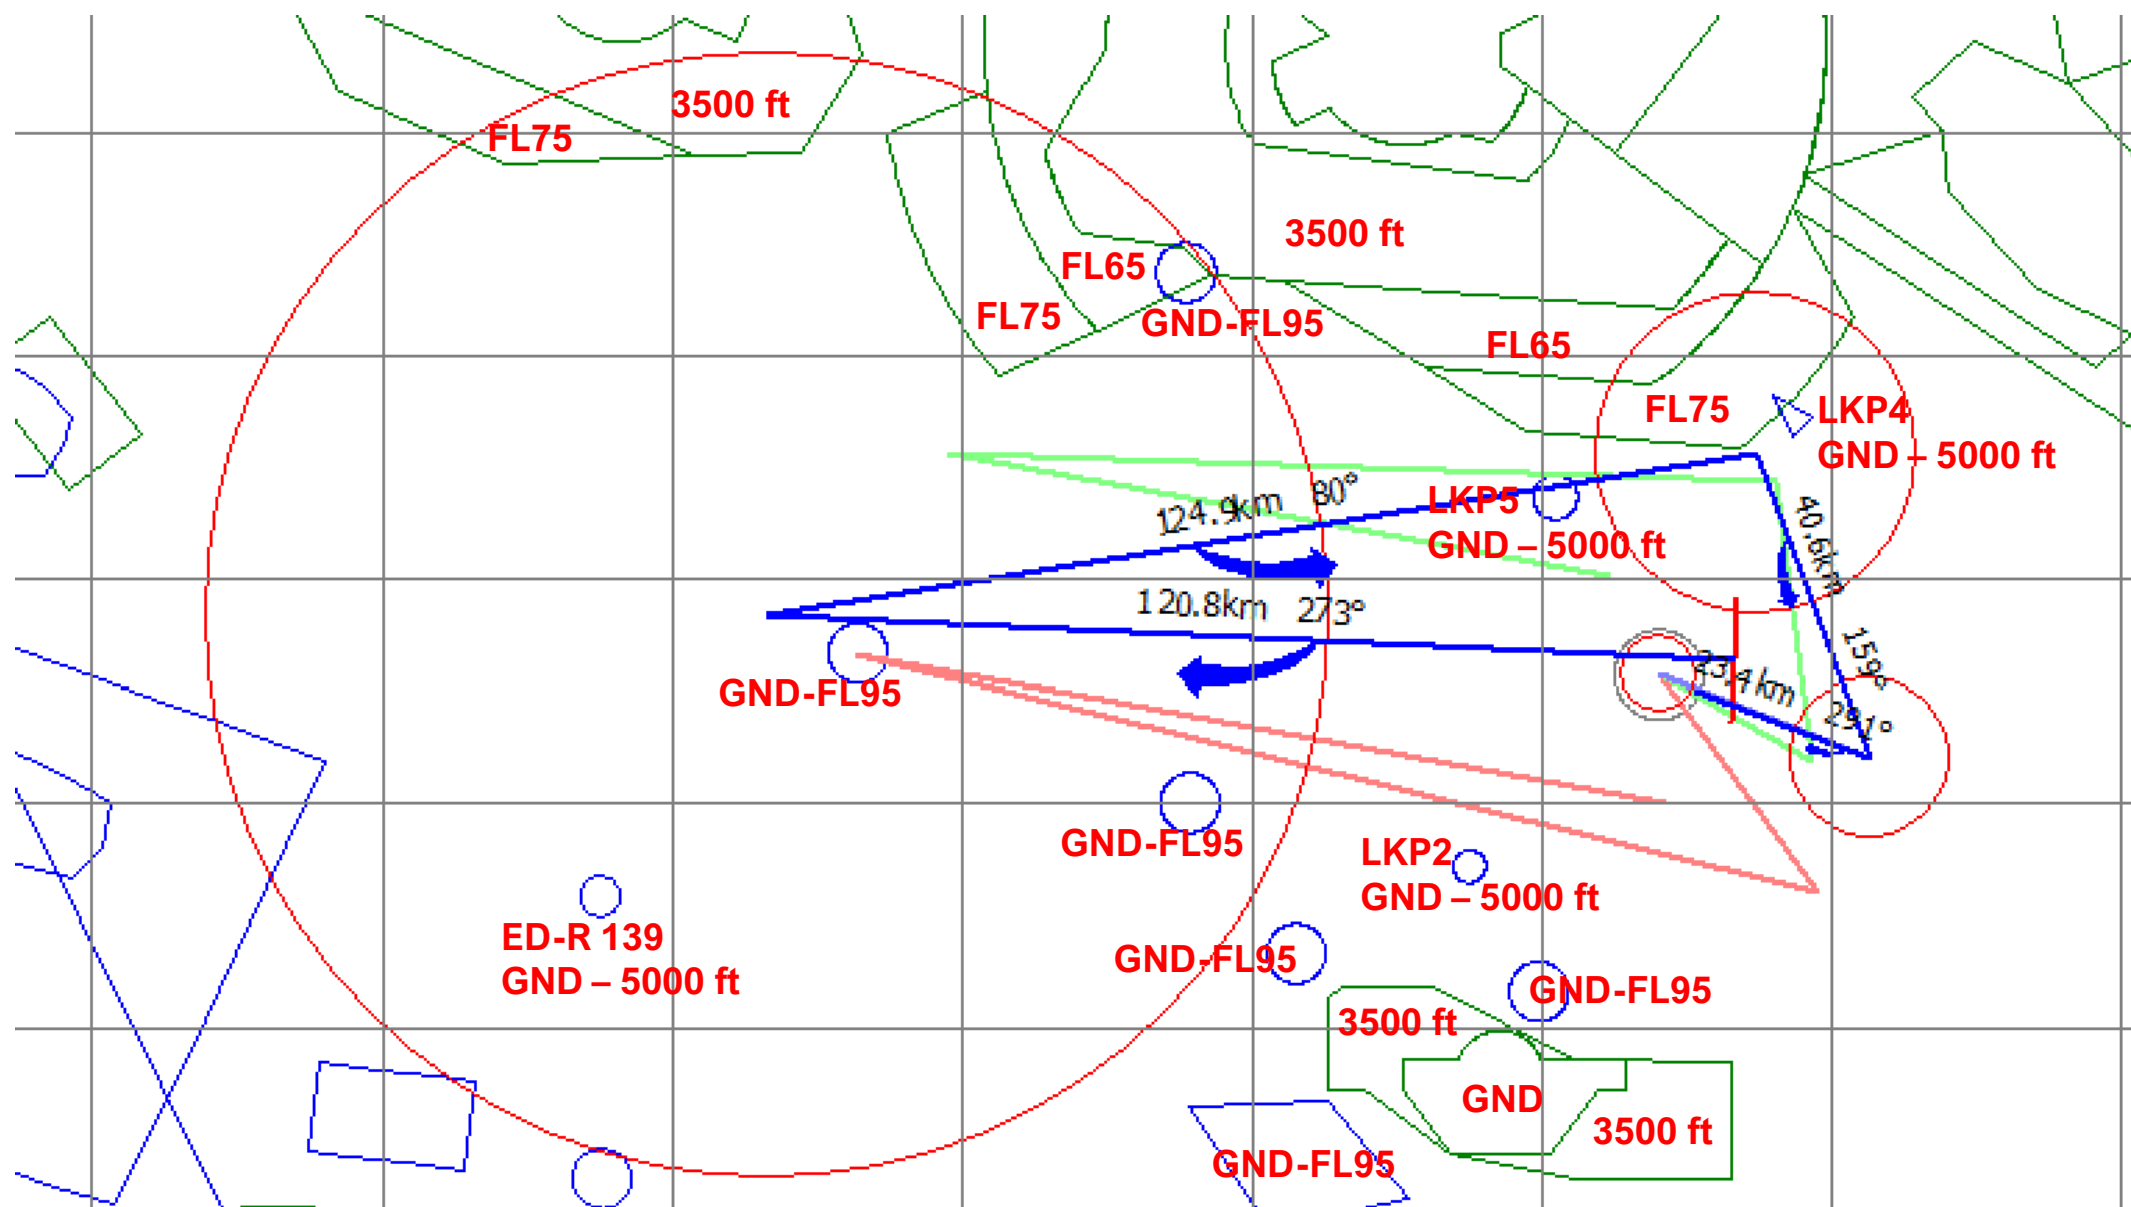 3500 ft
FL75
3500 ft
FL65
FL75
GND-FL95
FL65
FL75
LKP4
GND – 5000 ft
124.9km 80°
LKP5
GND – 5000 ft
40.6km 159°
120.8km 273°
23.4km 291°
GND-FL95
GND-FL95
LKP2
GND – 5000 ft
ED-R 139
GND – 5000 ft
GND-FL95
GND-FL95
3500 ft
GND
3500 ft
GND-FL95